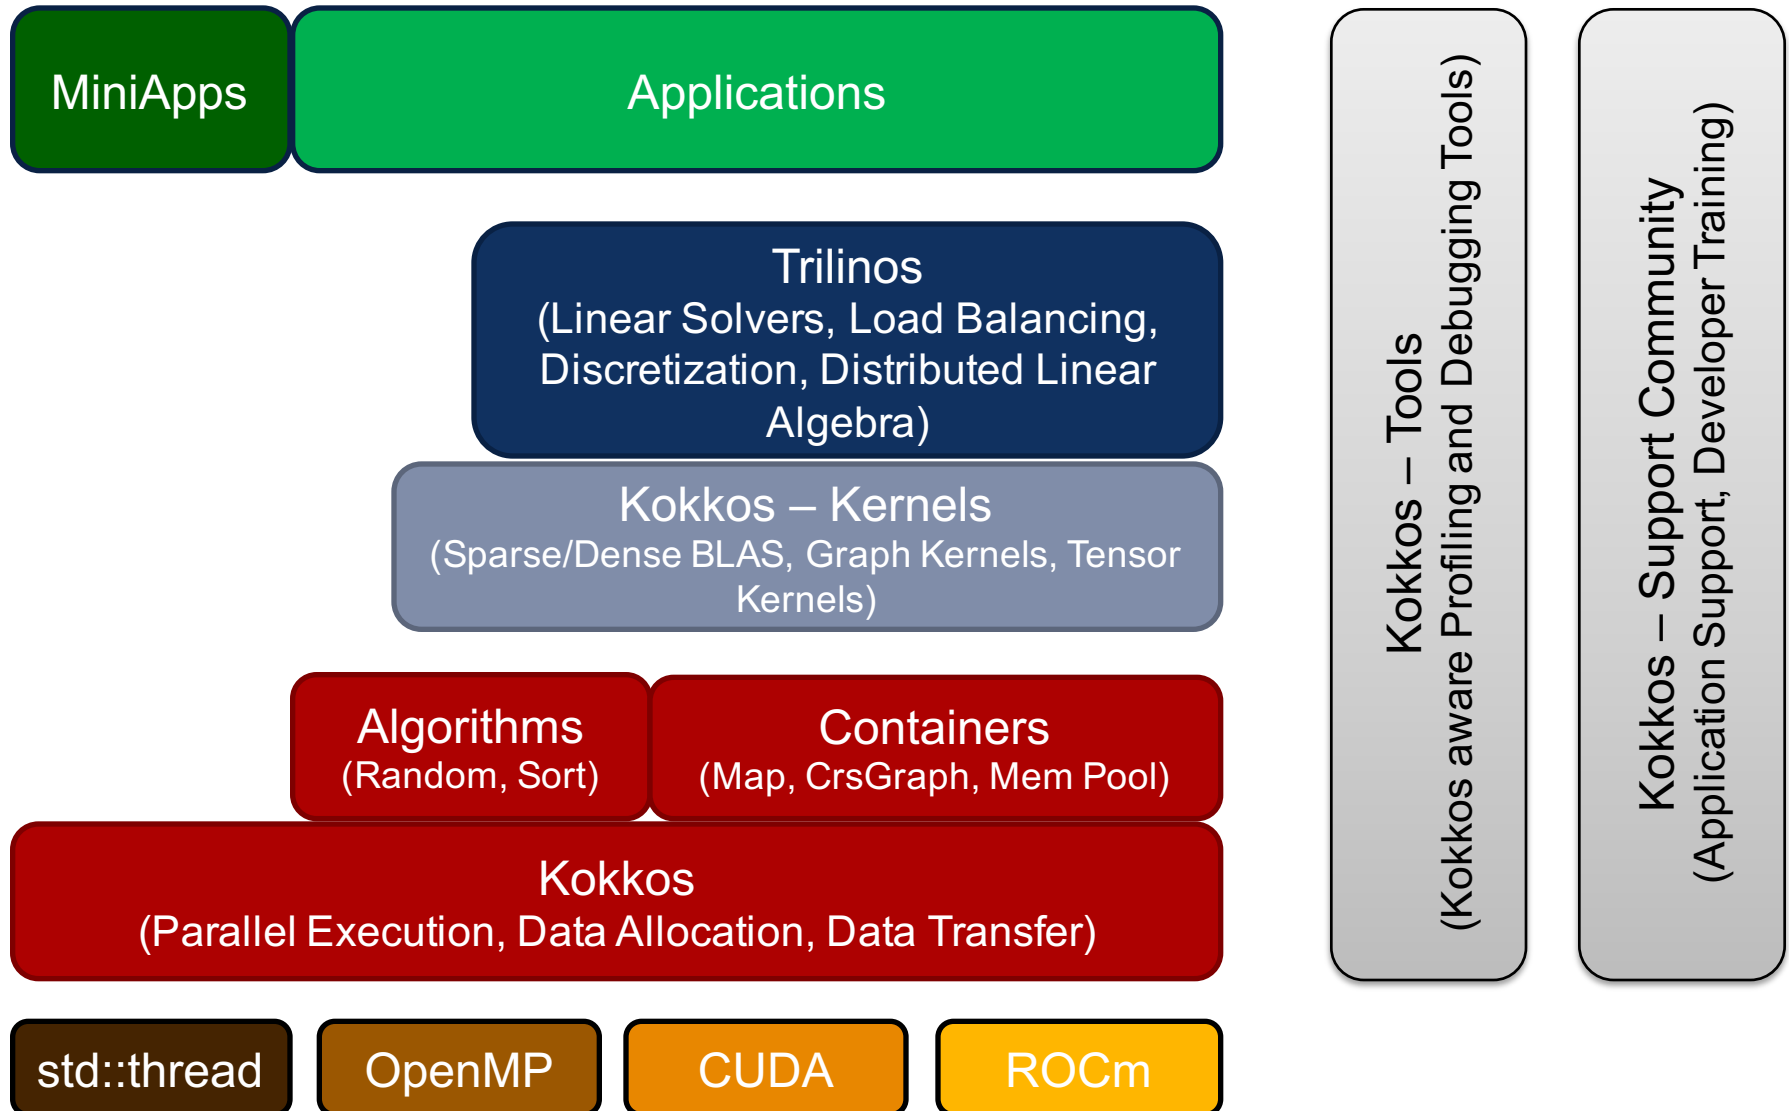 MiniApps
Applications
Trilinos
(Linear Solvers, Load Balancing,
Discretization, Distributed Linear
Algebra)
Kokkos – Kernels
(Sparse/Dense BLAS, Graph Kernels, Tensor
Kernels)
Algorithms
(Random, Sort)
Containers
(Map, CrsGraph, Mem Pool)
Kokkos
(Parallel Execution, Data Allocation, Data Transfer)
std::thread
OpenMP
CUDA
ROCm
Kokkos – Tools
(Kokkos aware Profiling and Debugging Tools)
Kokkos – Support Community
(Application Support, Developer Training)